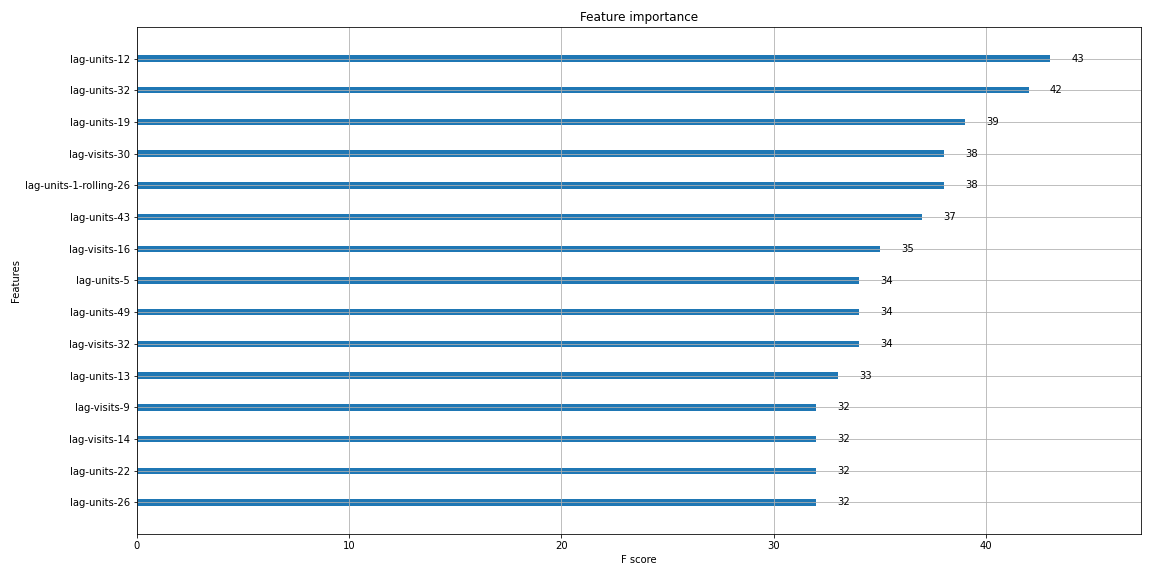 Feature importance
lag-units-12 43
lag-units-32 42
lag-units-19 39
lag-visits-30 38
lag-units-1-rolling-26 38
lag-units-43 37
lag-visits-16 35
lag-units-5 34
lag-units-49 34
lag-visits-32 34
lag-units-13 33
lag-visits-9 32
lag-visits-14 32
lag-units-22 32
lag-units-26 32
Features
0 10 20 30 40
F score